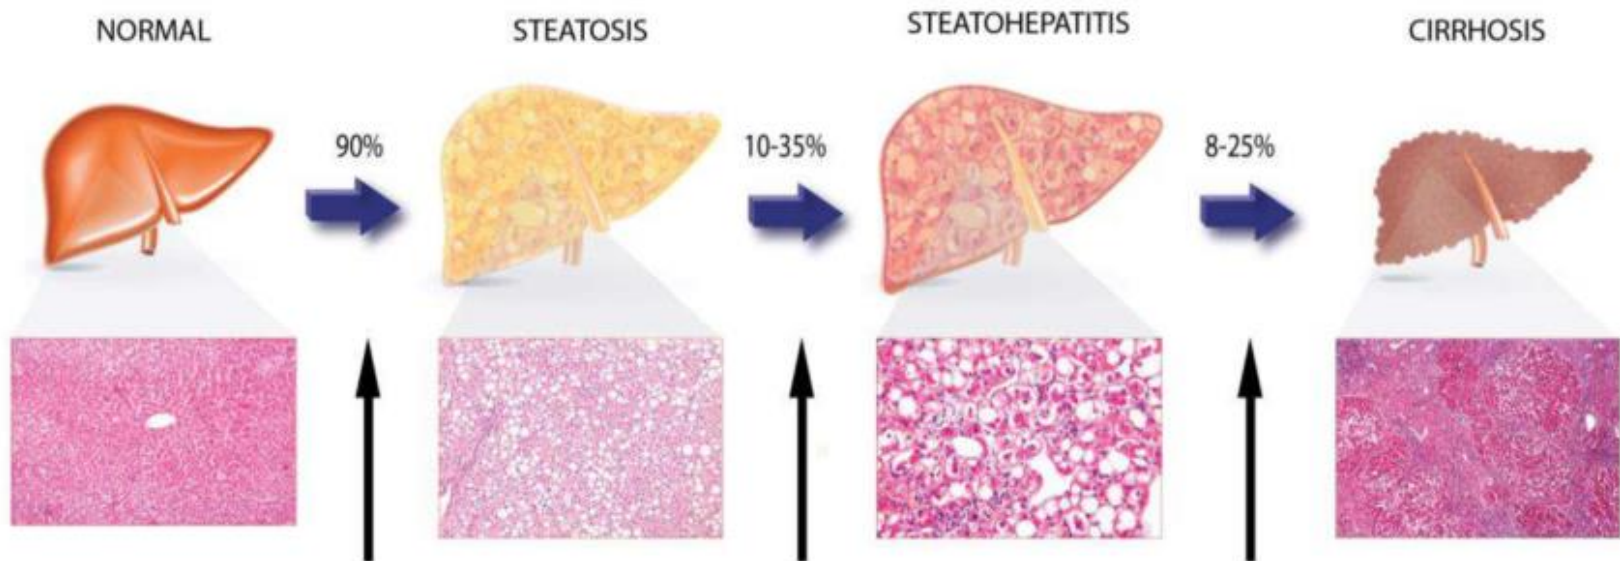 NORMAL
STEATOSIS
STEATOHEPATITIS
CIRRHOSIS
90%
10-35%
8-25%